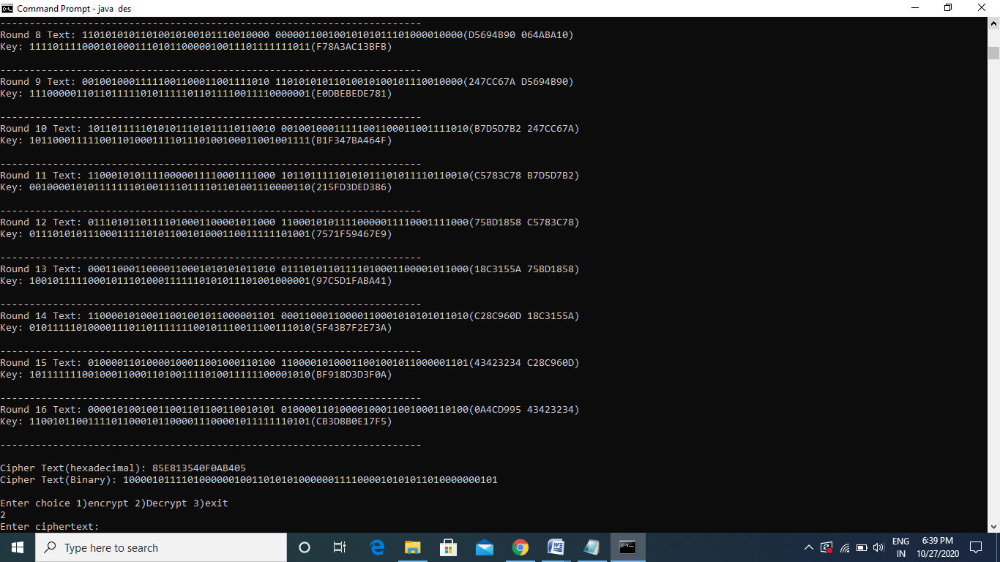 Command Prompt - java des
------------------------------------------------------------------------
Round 8 Text: 11010101011010010100101110010000 00000110010010101011101000010000(D5694B90 064ABA10)
Key: 111101111000101000111010110000010011101111111011(F78A3AC13BFB)
------------------------------------------------------------------------
Round 9 Text: 00100100011111001100011001111010 11010101011010010100101110010000(247CC67A D5694B90)
Key: 111000001101101111101011111011011110011110000001(E0DBEBEDE781)
------------------------------------------------------------------------
Round 10 Text: 10110111110101011101011110110010 00100100011111001100011001111010(B7D5D7B2 247CC67A)
Key: 101100011111001101000111101110100100011001001111(B1F347BA464F)
------------------------------------------------------------------------
Round 11 Text: 11000101011110000011110001111000 10110111110101011101011110110010(C5783C78 B7D5D7B2)
Key: 001000010101111111010011110111101101001110000110(215FD3DED386)
------------------------------------------------------------------------
Round 12 Text: 01110101101111010001100001011000 11000101011110000011110001111000(75BD1858 C5783C78)
Key: 011101010111000111110101100101000110011111101001(7571F59467E9)
------------------------------------------------------------------------
Round 13 Text: 00011000110000110001010101011010 01110101101111010001100001011000(18C3155A 75BD1858)
Key: 100101111100010111010001111110101011101001000001(97C5D1FABA41)
------------------------------------------------------------------------
Round 14 Text: 11000010100011001001011000001101 00011000110000110001010101011010(C28C960D 18C3155A)
Key: 010111110100001110110111111100101110011100111010(5F43B7F2E73A)
------------------------------------------------------------------------
Round 15 Text: 01000011010000100011001000110100 11000010100011001001011000001101(43423234 C28C960D)
Key: 101111111001000110001101001111010011111100001010(BF918D3D3F0A)
------------------------------------------------------------------------
Round 16 Text: 00001010010011001101100110010101 01000011010000100011001000110100(0A4CD995 43423234)
Key: 110010110011110110001011000011100001011111110101(CB3D8B0E17F5)
------------------------------------------------------------------------
Cipher Text(hexadecimal): 85E813540F0AB405
Cipher Text(Binary): 1000010111101000000100110101010000001111000010101011010000000101
Enter choice 1)encrypt 2)Decrypt 3)exit
2
Enter ciphertext:
Type here to search
ENG
IN
6:39 PM
10/27/2020